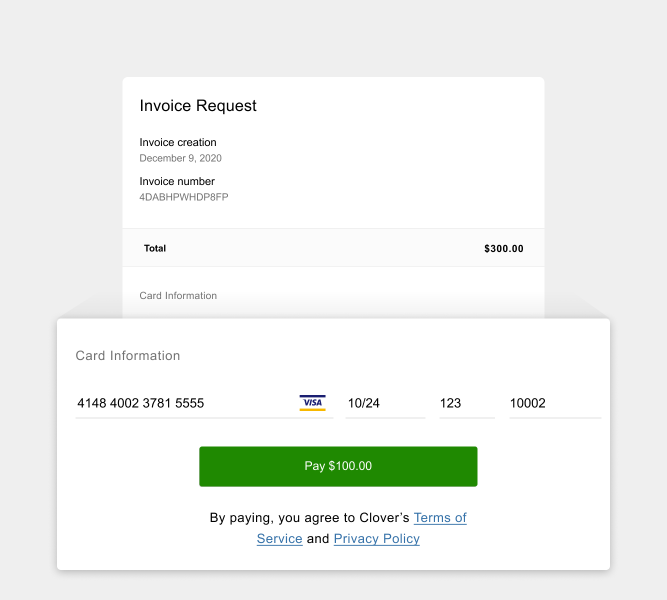 Invoice Request
Invoice creation
December 9, 2020
Invoice number
4DABHPWHDP8FP
Total $300.00
Card Information
Card Information
4148 4002 3781 5555 VISA 10/24 123 10002
Pay $100.00
By paying, you agree to Clover’s Terms of
Service and Privacy Policy